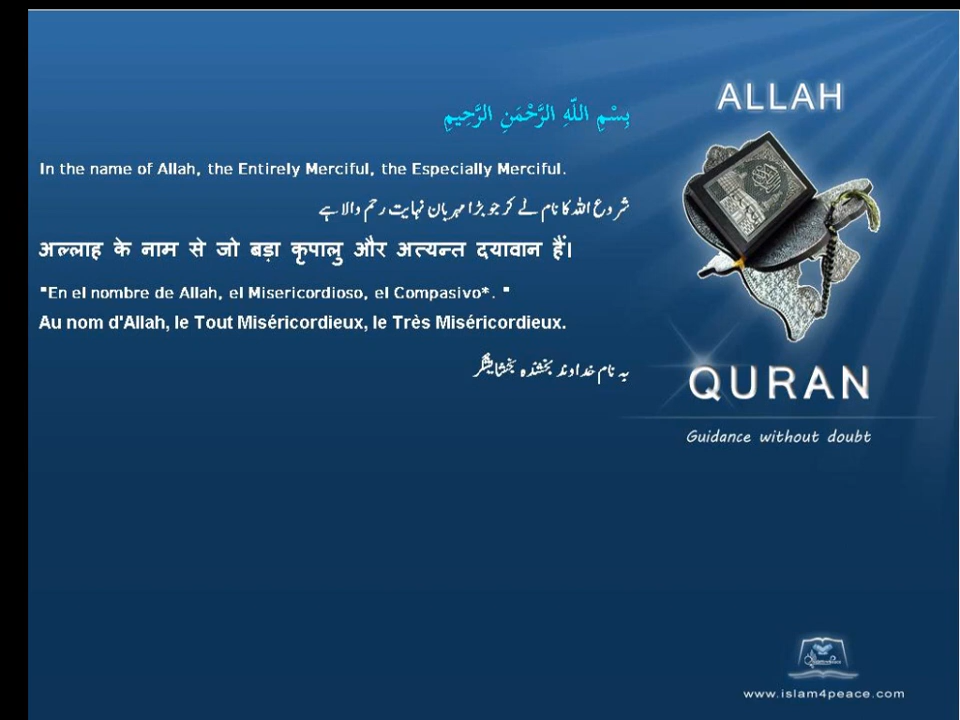 بِسْمِ اللّهِ الرَّحْمَنِ الرَّحِيمِ
In the name of Allah, the Entirely Merciful, the Especially Merciful.
شروع الله کا نام لے کر جو بڑا مہربان نہایت رحم والا ہے
अल्लाह के नाम से जो बड़ा कृपालु और अत्यन्त दयावान हैं।
"En el nombre de Allah, el Misericordioso, el Compasivo*. "
Au nom d'Allah, le Tout Miséricordieux, le Très Miséricordieux.
به نام خداوند بخشنده بخشایشگر
ALLAH
QURAN
Guidance without doubt
www.islam4peace.com